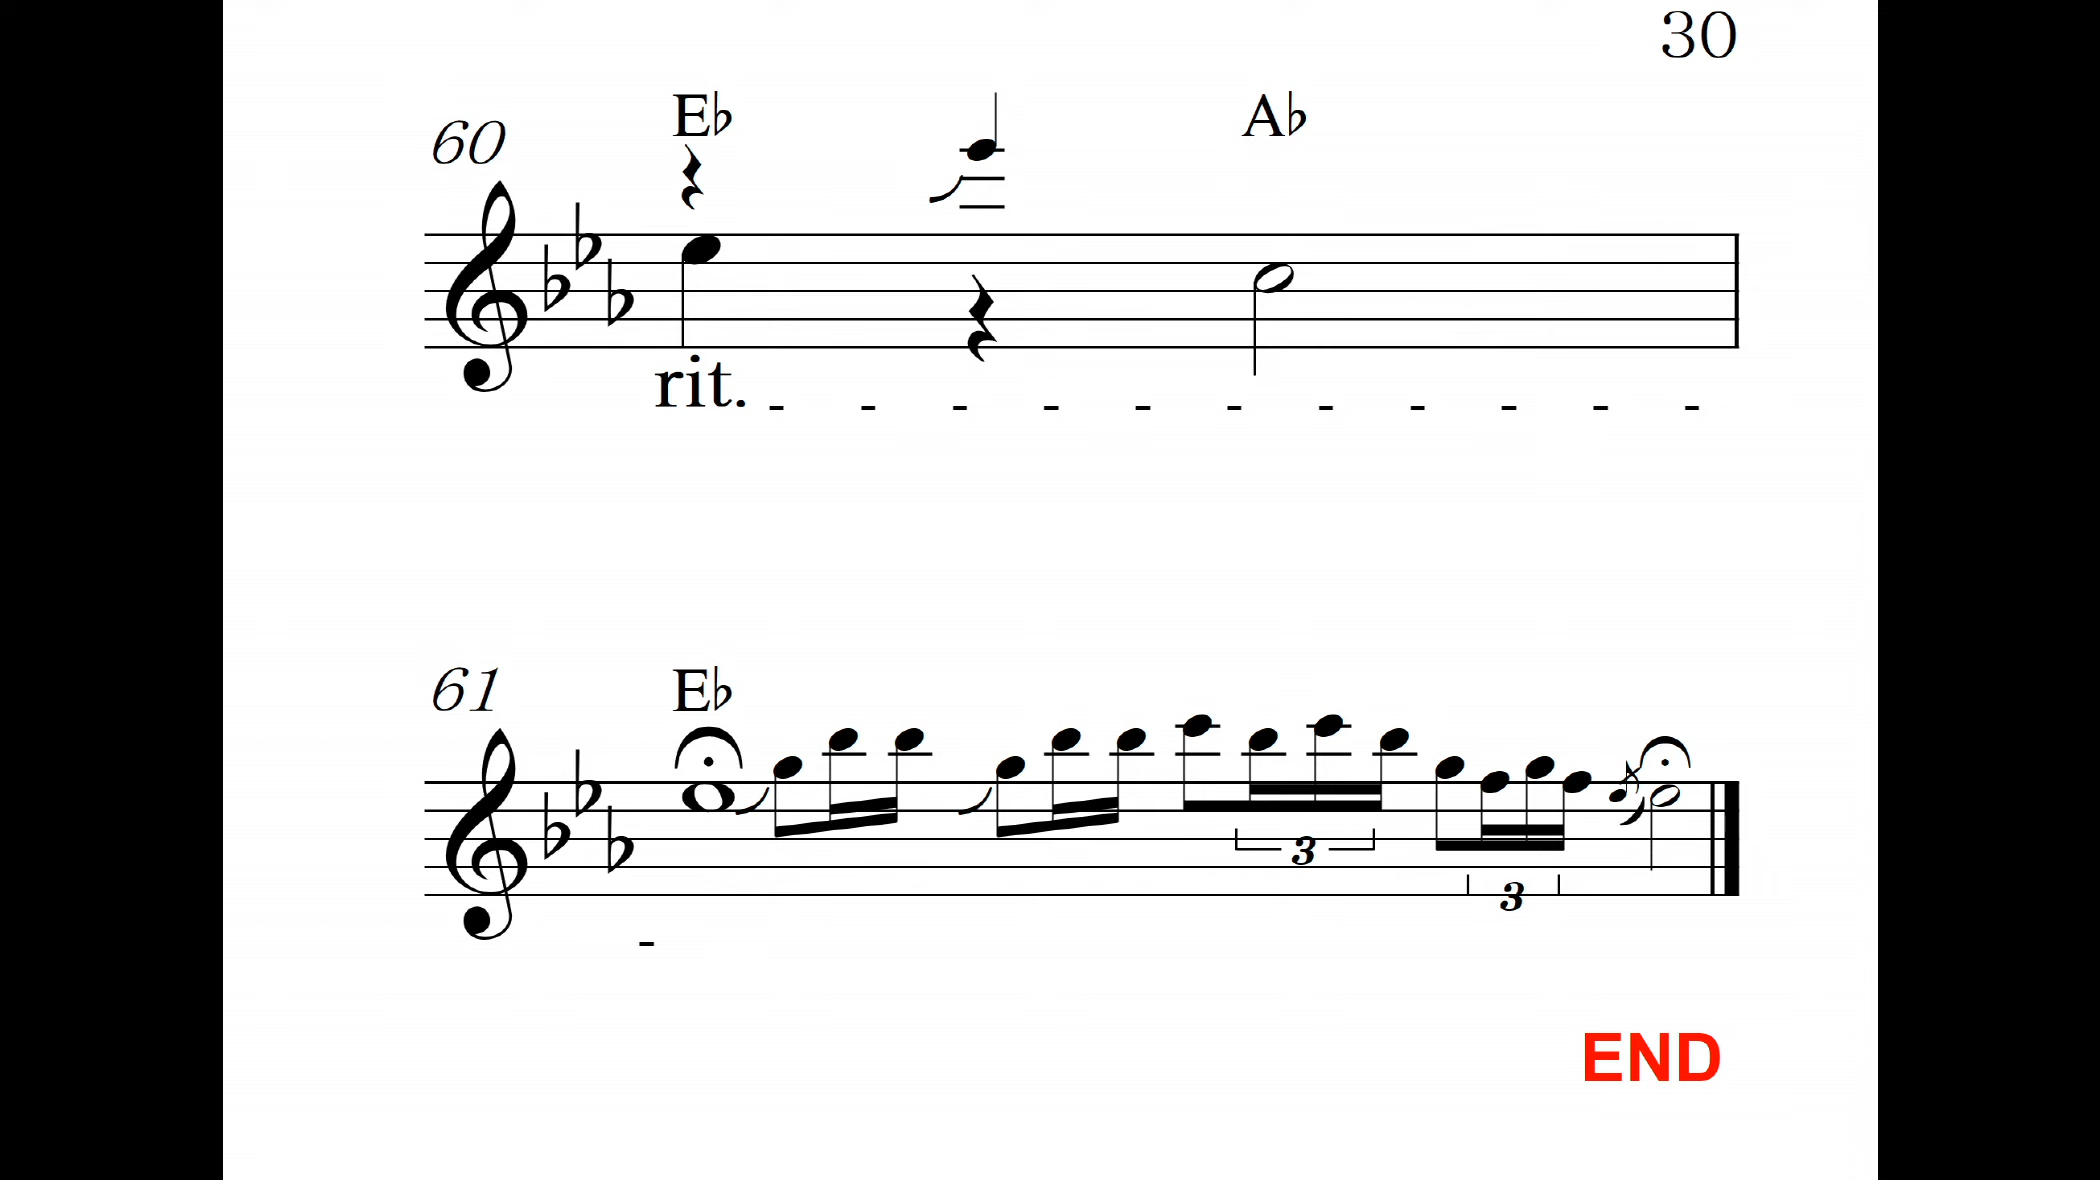 30
60 E♭ A♭
rit. - - - - - - - - - - -
61 E♭
3
3
-
END